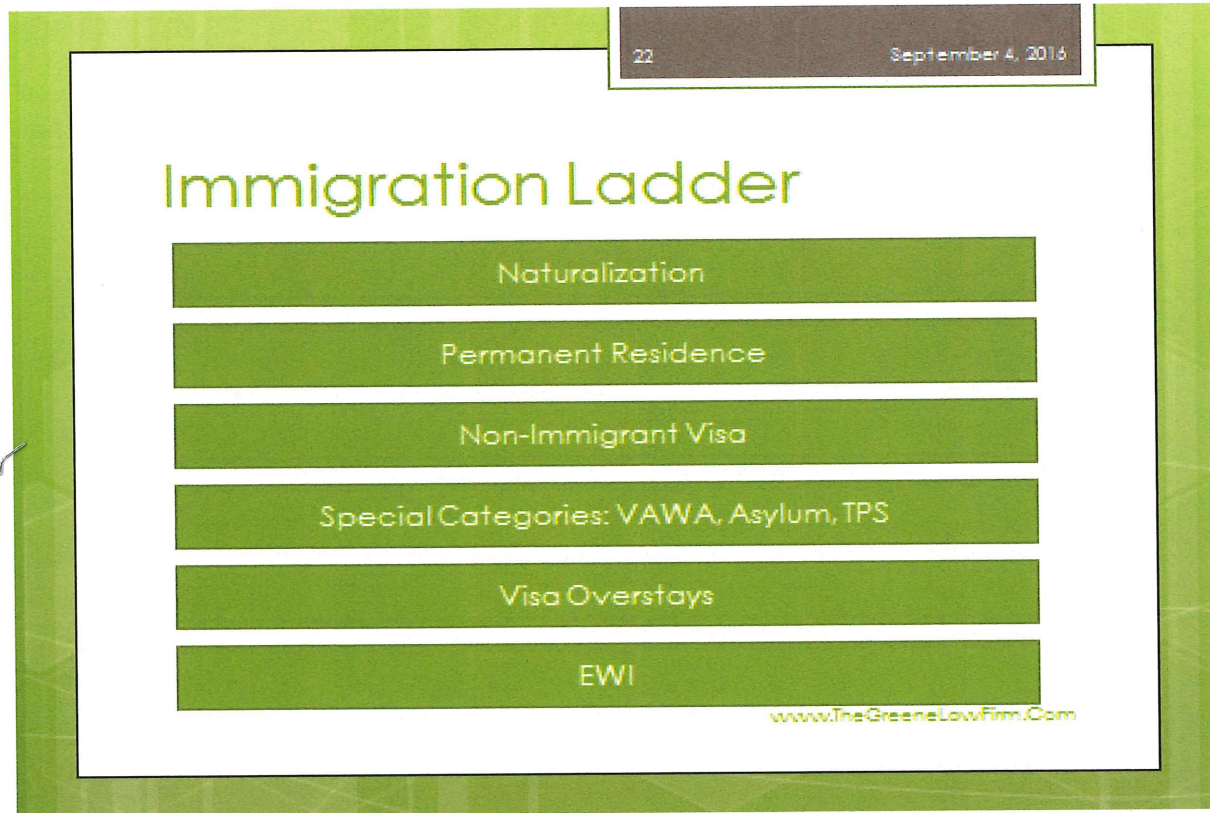 22 September 4, 2016
Immigration Ladder
Naturalization
Permanent Residence
Non-Immigrant Visa
Special Categories: VAWA, Asylum, TPS
Visa Overstays
EWI
www.TheGreeneLawFirm.Com